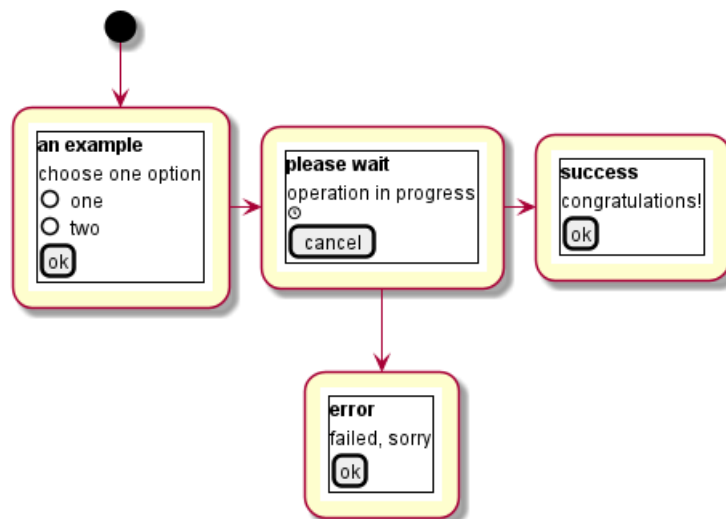 an example
choose one option
one
two
ok
please wait
operation in progress
cancel
success
congratulations!
ok
error
failed, sorry
ok